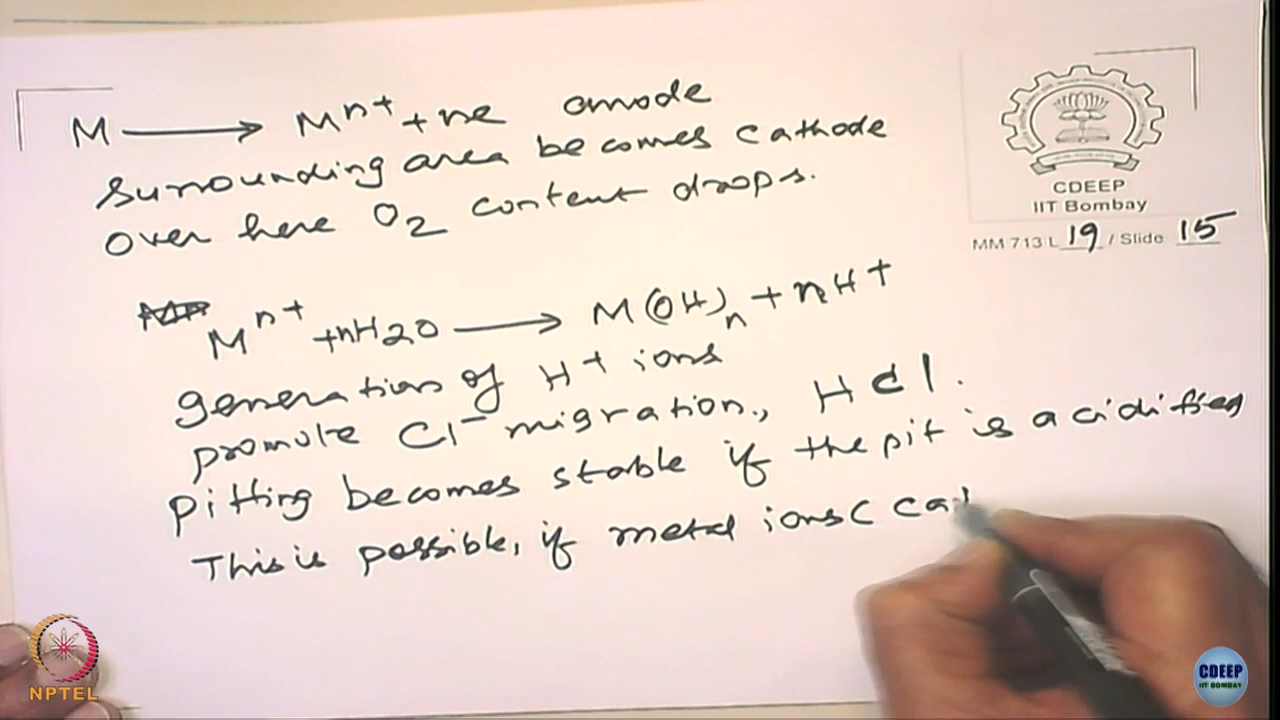 M ⟶ Mⁿ⁺ + ne anode
Surrounding area becomes cathode
Over here O₂ content drops.
Mⁿ⁺ + nH₂O ⟶ M(OH)ₙ + nH⁺
generation of H⁺ ions
promote Cl⁻ migration., HCl.
Pitting becomes stable if the pit is acidified
This is possible, if metal ions (
CDEEP
IIT Bombay
MM 713 L 19 / Slide 15
NPTEL
CDEEP
IIT BOMBAY